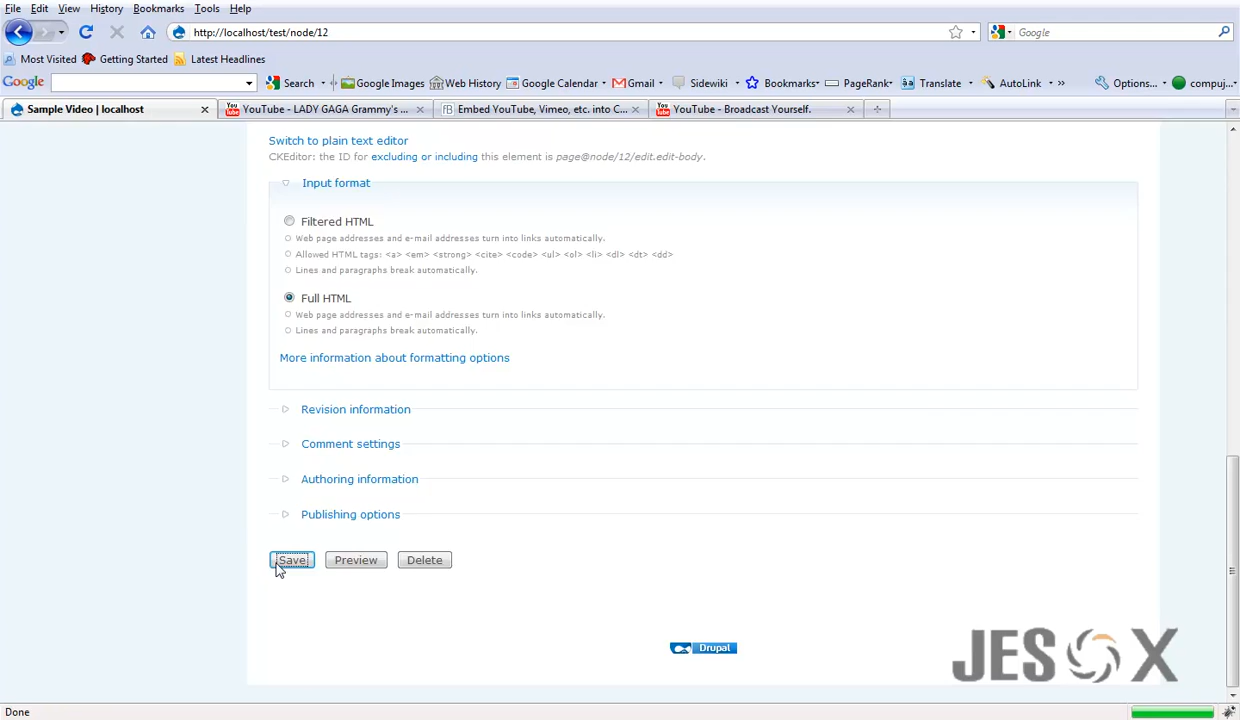 File Edit View History Bookmarks Tools Help
http://localhost/test/node/12 Google
Most Visited Getting Started Latest Headlines
Google Search Google Images Web History Google Calendar Gmail Sidewiki Bookmarks PageRank Translate AutoLink » Options... compuj...
Sample Video | localhost YouTube - LADY GAGA Grammy's ... Embed YouTube, Vimeo, etc. into C... YouTube - Broadcast Yourself.
Switch to plain text editor
CKEditor: the ID for excluding or including this element is page@node/12/edit.edit-body.
Input format
Filtered HTML
Web page addresses and e-mail addresses turn into links automatically.
Allowed HTML tags: <a> <em> <strong> <cite> <code> <ul> <ol> <li> <dl> <dt> <dd>
Lines and paragraphs break automatically.
Full HTML
Web page addresses and e-mail addresses turn into links automatically.
Lines and paragraphs break automatically.
More information about formatting options
Revision information
Comment settings
Authoring information
Publishing options
Save Preview Delete
Drupal
JESOX
Done